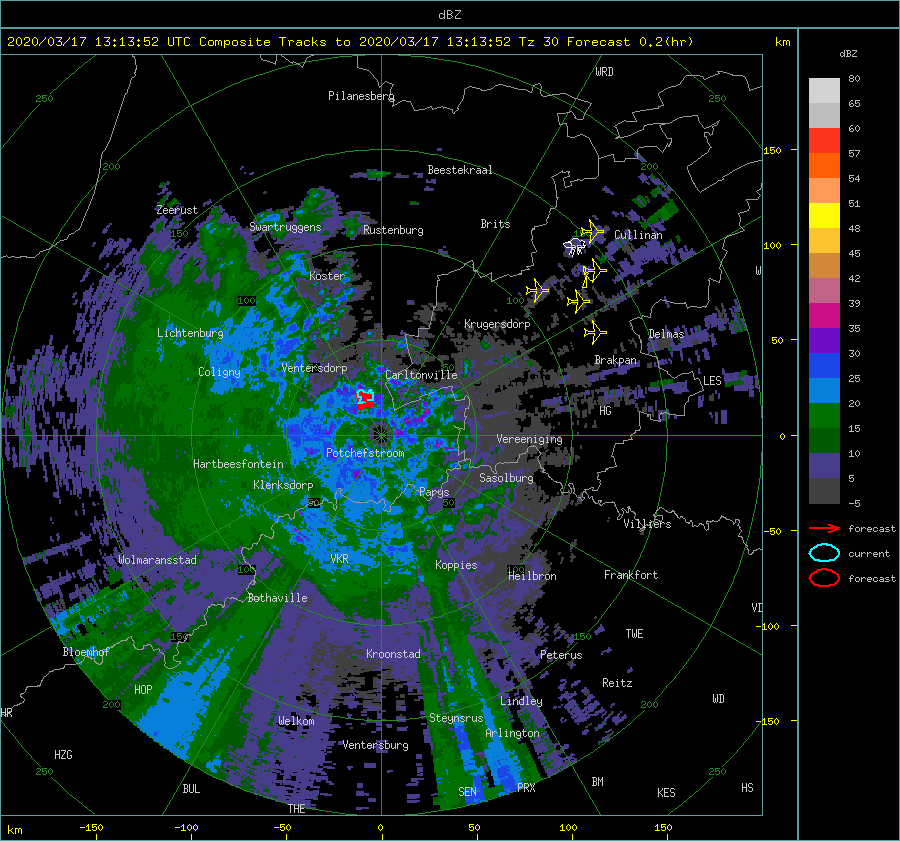 dBZ
2020/03/17 13:13:52 UTC Composite Tracks to 2020/03/17 13:13:52 Tz 30 Forecast 0.2(hr)
km
dBZ
80
65
60
57
54
51
48
45
42
39
35
30
25
20
15
10
5
-5
forecast
current
forecast
WRD
250
Pilanesberg
250
150
200
Beestekraal
200
Zeerust
150
Swartruggens
Rustenburg
Brits
Cullinan
100
Koster
W
100
100
Krugersdorp
Lichtenburg
Delmas
50
Ventersdorp
Brakpan
Coligny
Carltonville
LES
HG
Vereeniging
0
Potchefstroom
Hartbeesfontein
Sasolburg
Klerksdorp
Parys
50
50
Villiers
-50
Wolmaransstad
VKR
Koppies
100
100
Heilbron
Frankfort
Bothaville
VD
-100
150
150
TWE
Bloemhof
Kroonstad
Peterus
HOP
Reitz
200
Lindley
200
WD
HR
Welkom
Steynsrus
-150
Arlington
Ventersburg
HZG
250
250
BUL
SEN
PRX
BM
KES
HS
THE
km
-150
-100
-50
0
50
100
150